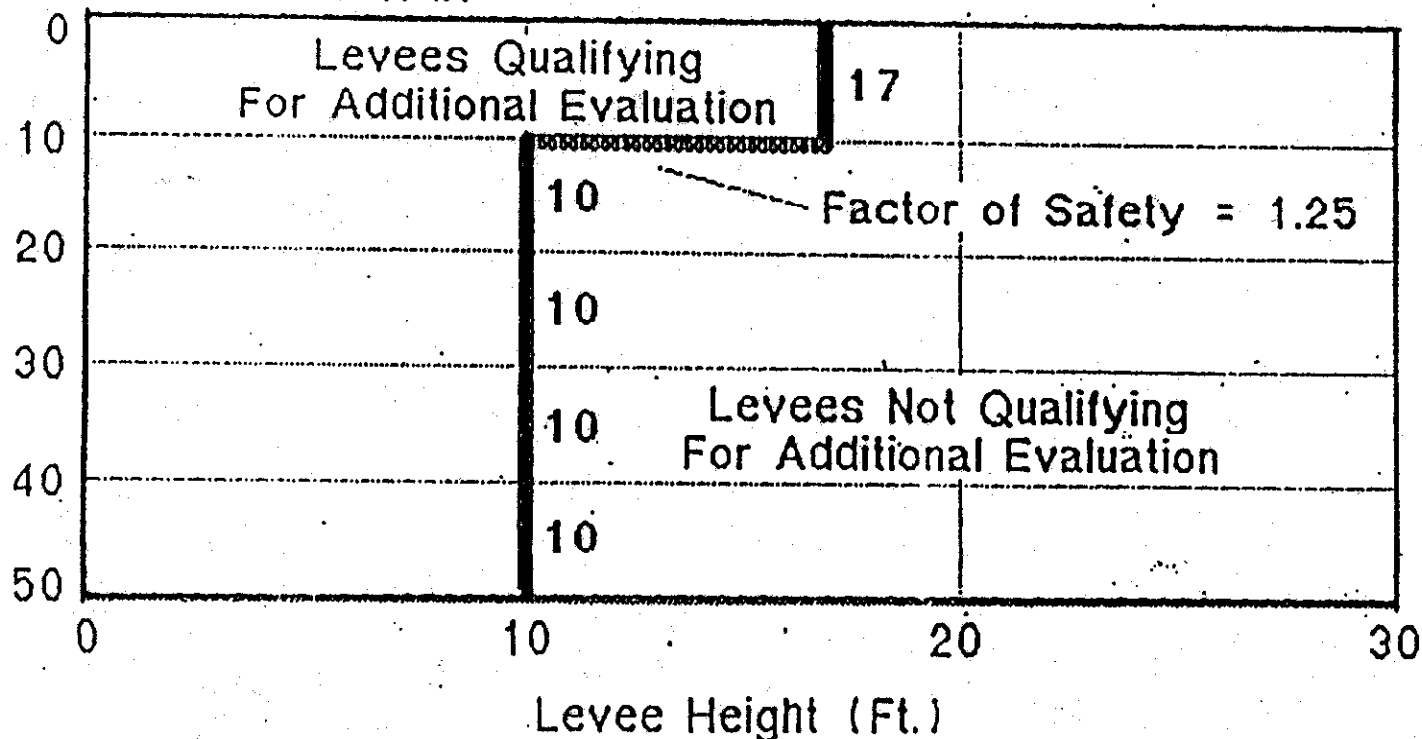 0
Levees Qualifying
For Additional Evaluation
17
10
10
Factor of Safety = 1.25
20
10
30
10
Levees Not Qualifying
For Additional Evaluation
40
10
50
0 10 20 30
Levee Height (Ft.)